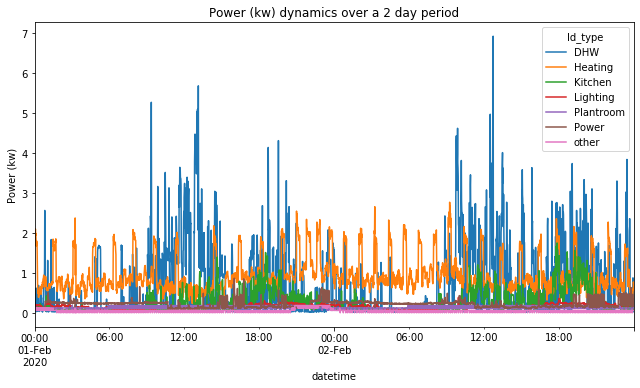 Power (kw) dynamics over a 2 day period
ld_type
DHW
Heating
Kitchen
Lighting
Plantroom
Power
other
Power (kw)
7
6
5
4
3
2
1
0
00:00 06:00 12:00 18:00 00:00 06:00 12:00 18:00
01-Feb 02-Feb
2020
datetime